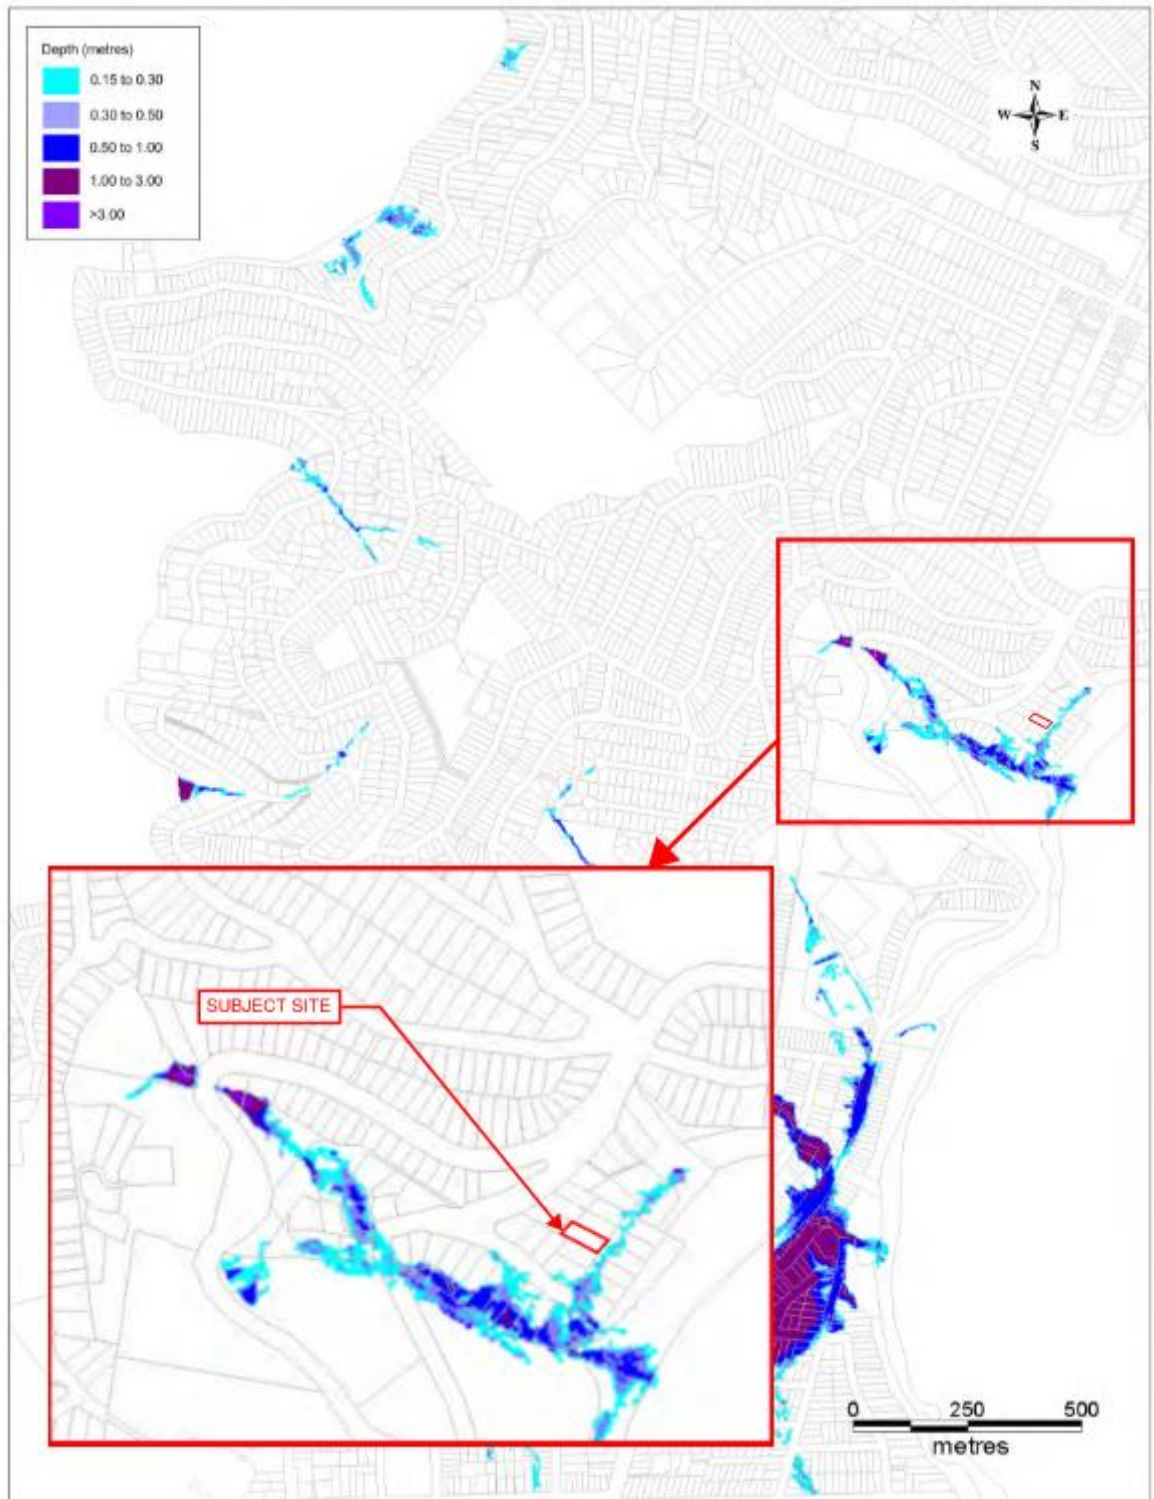 Depth (metres)
0.15 to 0.30
0.30 to 0.50
0.50 to 1.00
1.00 to 3.00
>3.00
N
W E
S
SUBJECT SITE
0 250 500
metres